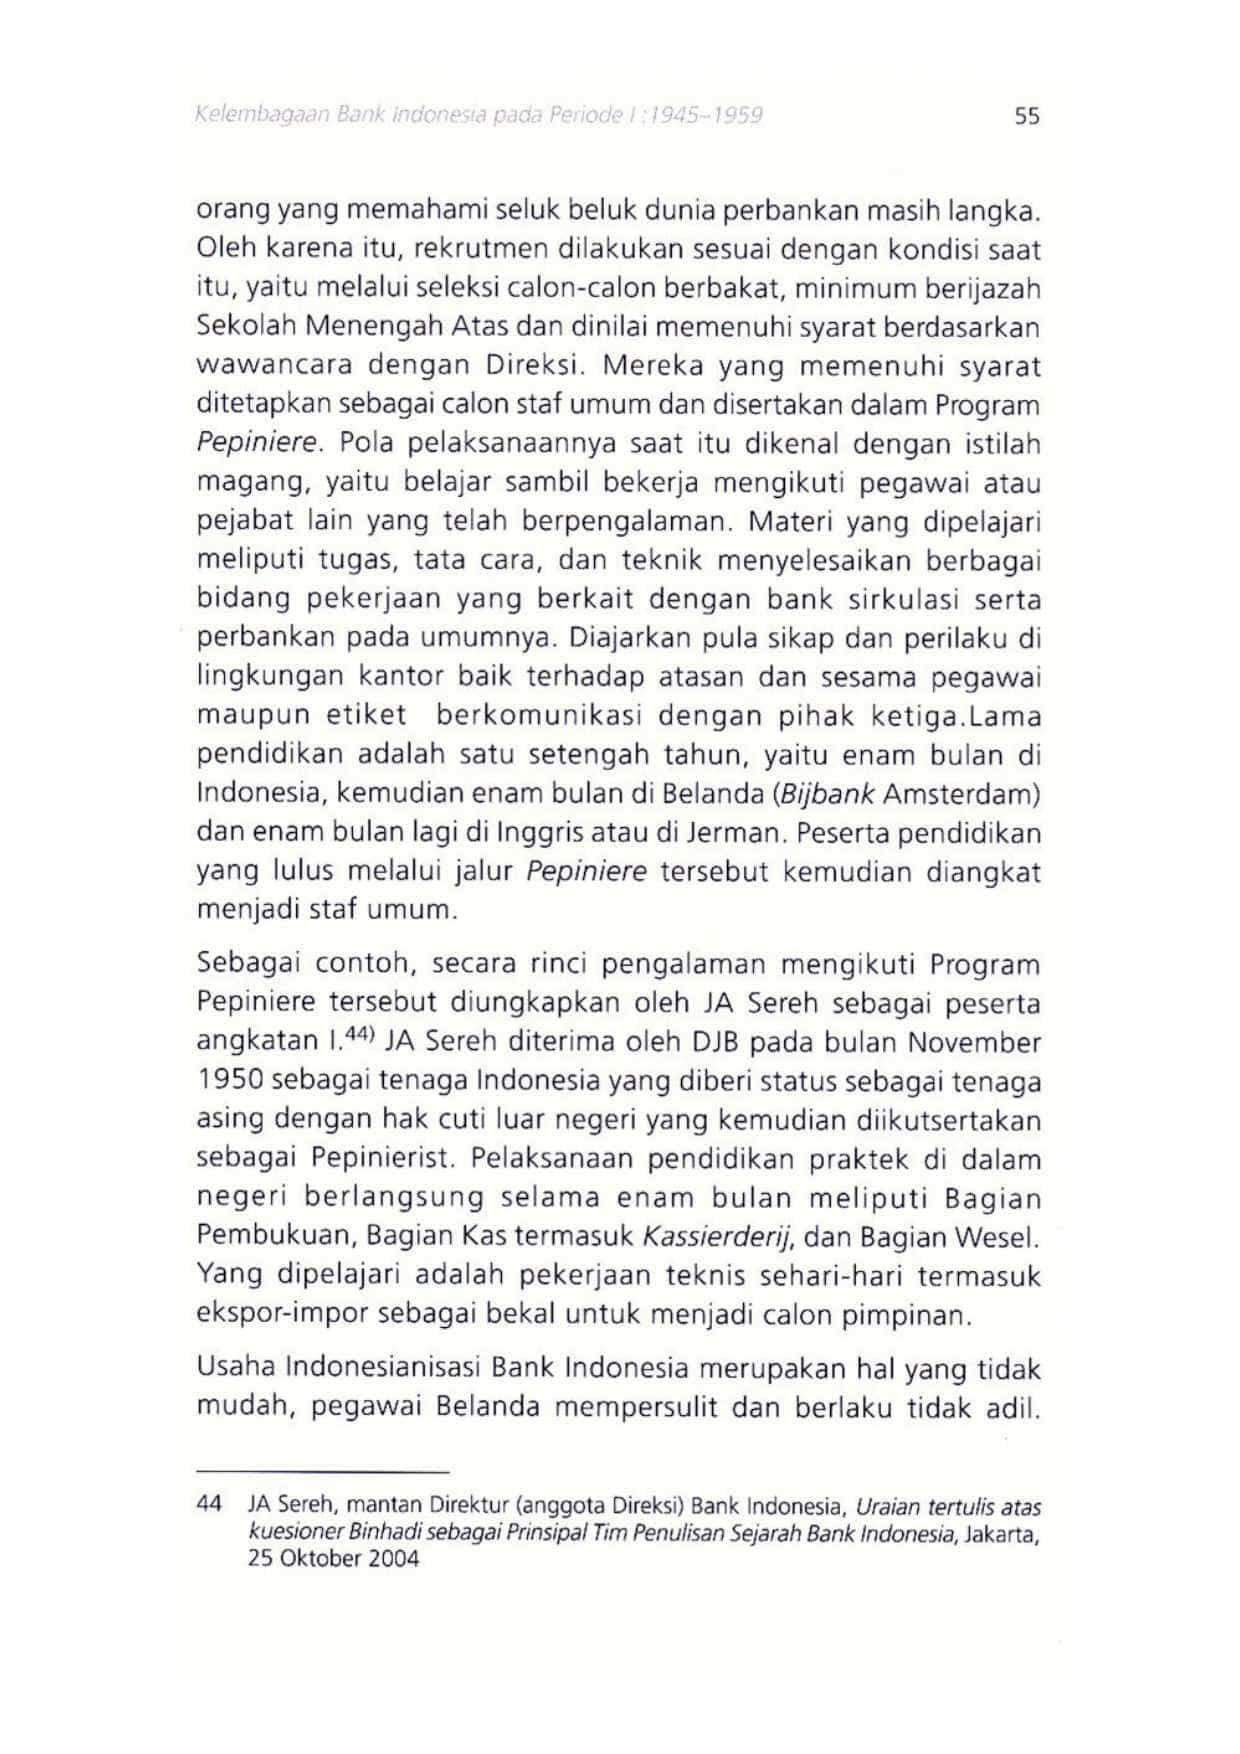 Kelembagaan Bank Indonesia pada Periode I : 1945–1959 55
orang yang memahami seluk beluk dunia perbankan masih langka.
Oleh karena itu, rekrutmen dilakukan sesuai dengan kondisi saat
itu, yaitu melalui seleksi calon-calon berbakat, minimum berijazah
Sekolah Menengah Atas dan dinilai memenuhi syarat berdasarkan
wawancara dengan Direksi. Mereka yang memenuhi syarat
ditetapkan sebagai calon staf umum dan disertakan dalam Program
Pepiniere. Pola pelaksanaannya saat itu dikenal dengan istilah
magang, yaitu belajar sambil bekerja mengikuti pegawai atau
pejabat lain yang telah berpengalaman. Materi yang dipelajari
meliputi tugas, tata cara, dan teknik menyelesaikan berbagai
bidang pekerjaan yang berkait dengan bank sirkulasi serta
perbankan pada umumnya. Diajarkan pula sikap dan perilaku di
lingkungan kantor baik terhadap atasan dan sesama pegawai
maupun etiket berkomunikasi dengan pihak ketiga.Lama
pendidikan adalah satu setengah tahun, yaitu enam bulan di
Indonesia, kemudian enam bulan di Belanda (Bijbank Amsterdam)
dan enam bulan lagi di Inggris atau di Jerman. Peserta pendidikan
yang lulus melalui jalur Pepiniere tersebut kemudian diangkat
menjadi staf umum.
Sebagai contoh, secara rinci pengalaman mengikuti Program
Pepiniere tersebut diungkapkan oleh JA Sereh sebagai peserta
angkatan I.44) JA Sereh diterima oleh DJB pada bulan November
1950 sebagai tenaga Indonesia yang diberi status sebagai tenaga
asing dengan hak cuti luar negeri yang kemudian diikutsertakan
sebagai Pepinierist. Pelaksanaan pendidikan praktek di dalam
negeri berlangsung selama enam bulan meliputi Bagian
Pembukuan, Bagian Kas termasuk Kassierderij, dan Bagian Wesel.
Yang dipelajari adalah pekerjaan teknis sehari-hari termasuk
ekspor-impor sebagai bekal untuk menjadi calon pimpinan.
Usaha Indonesianisasi Bank Indonesia merupakan hal yang tidak
mudah, pegawai Belanda mempersulit dan berlaku tidak adil.
44 JA Sereh, mantan Direktur (anggota Direksi) Bank Indonesia, Uraian tertulis atas
kuesioner Binhadi sebagai Prinsipal Tim Penulisan Sejarah Bank Indonesia, Jakarta,
25 Oktober 2004